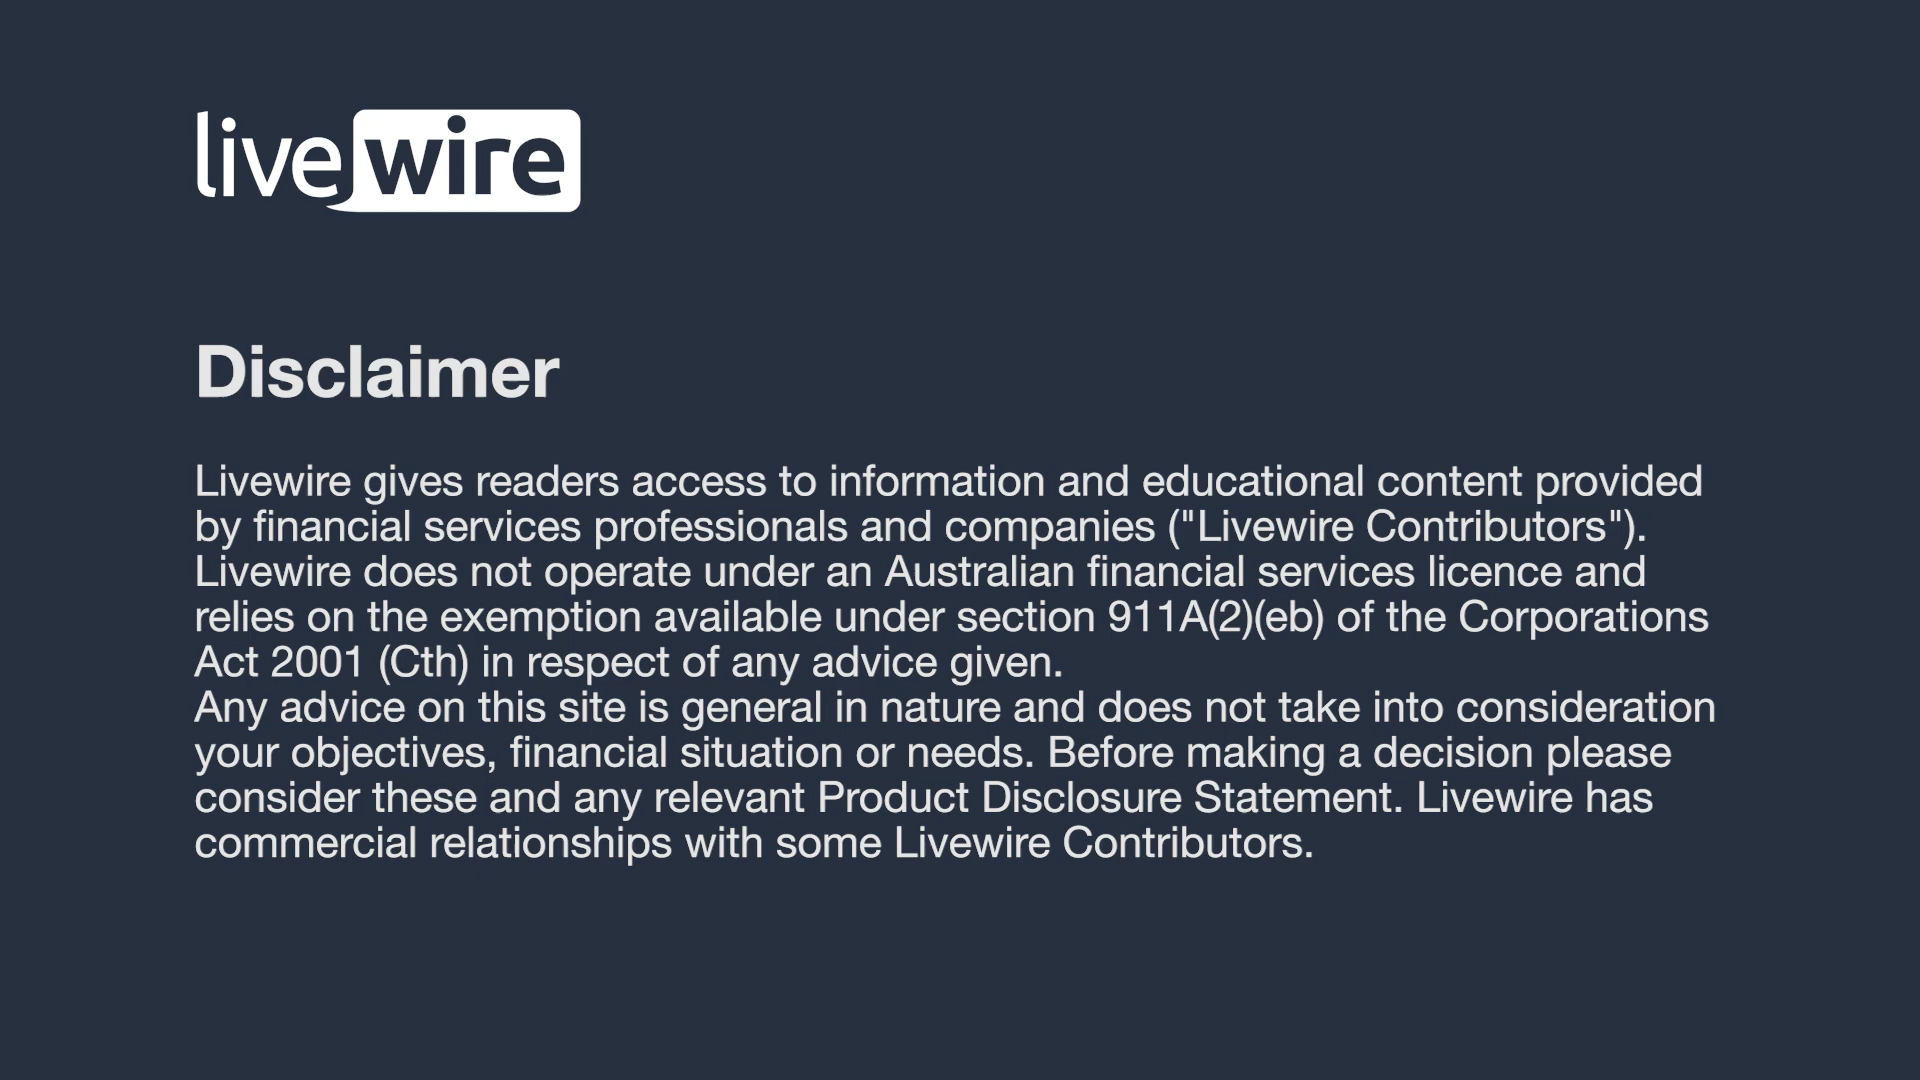 livewire
Disclaimer
Livewire gives readers access to information and educational content provided
by financial services professionals and companies ("Livewire Contributors").
Livewire does not operate under an Australian financial services licence and
relies on the exemption available under section 911A(2)(eb) of the Corporations
Act 2001 (Cth) in respect of any advice given.
Any advice on this site is general in nature and does not take into consideration
your objectives, financial situation or needs. Before making a decision please
consider these and any relevant Product Disclosure Statement. Livewire has
commercial relationships with some Livewire Contributors.